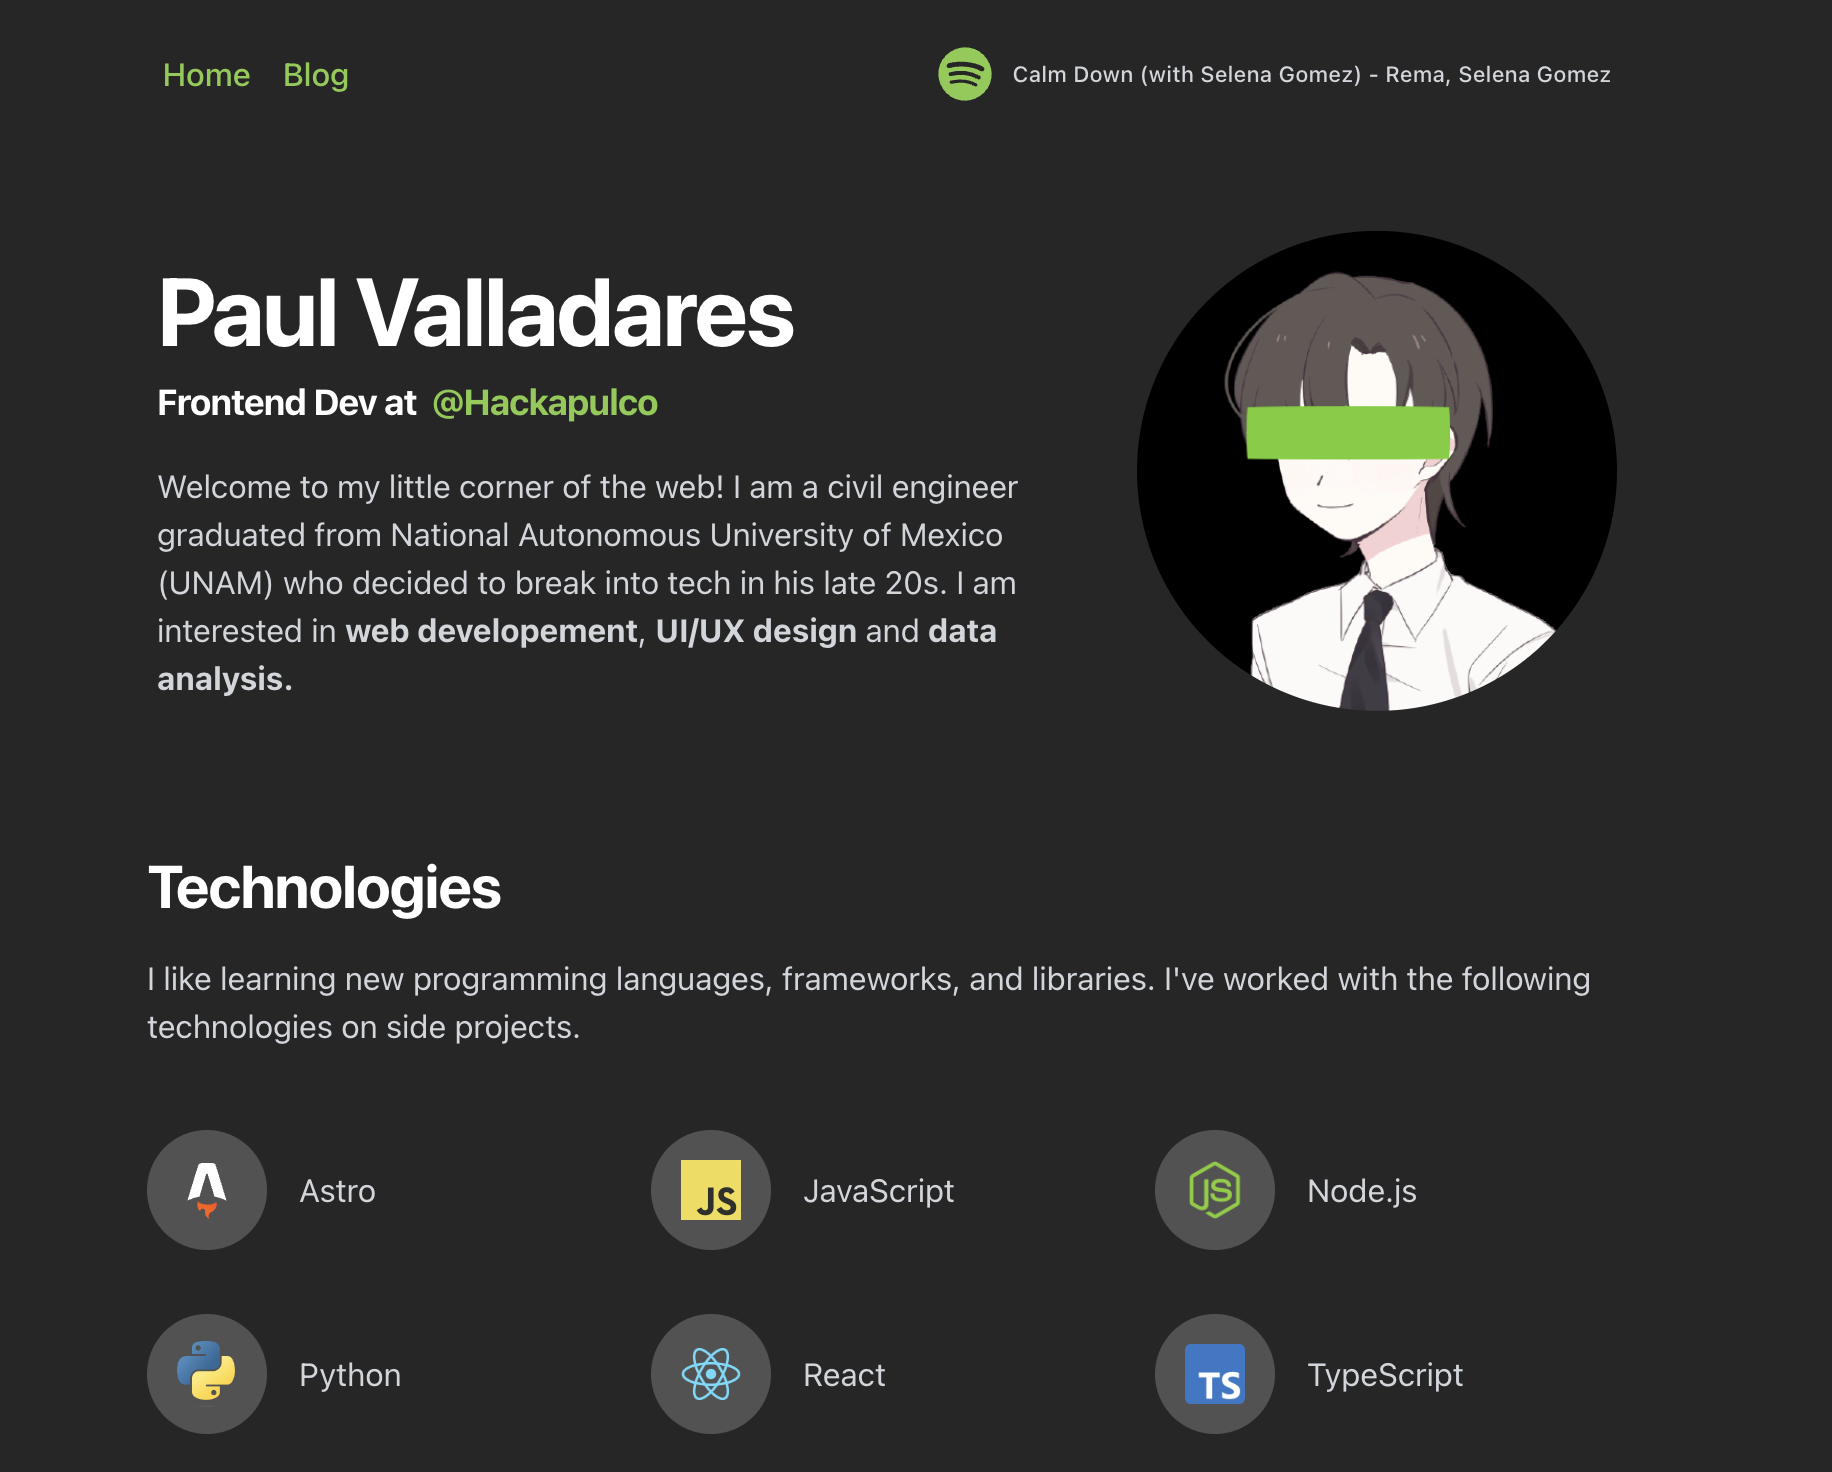 Home Blog
Calm Down (with Selena Gomez) - Rema, Selena Gomez
Paul Valladares
Frontend Dev at @Hackapulco
Welcome to my little corner of the web! I am a civil engineer
graduated from National Autonomous University of Mexico
(UNAM) who decided to break into tech in his late 20s. I am
interested in web developement, UI/UX design and data
analysis.
Technologies
I like learning new programming languages, frameworks, and libraries. I've worked with the following
technologies on side projects.
Astro
JS JavaScript
JS Node.js
Python
React
TS TypeScript